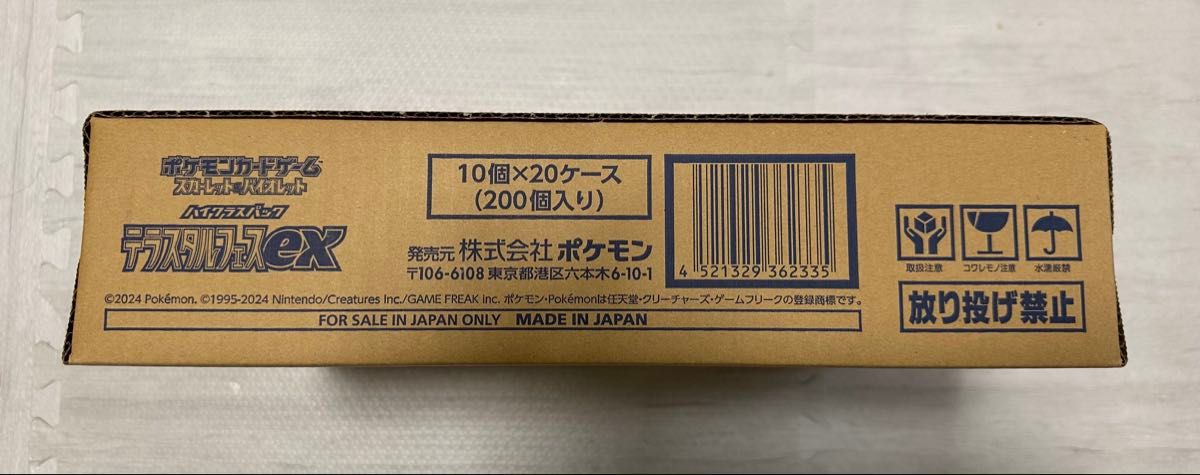 ポケモンカードゲーム
スカーレット&バイオレット
ハイクラスパック
テラスタルフェスex
10個×20ケース
(200個入り)
発売元 株式会社 ポケモン
〒106-6108 東京都港区六本木6-10-1
4 521329 362335
取扱注意
コワレモノ注意
水濡厳禁
放り投げ禁止
©2024 Pokémon. ©1995-2024 Nintendo/Creatures Inc./GAME FREAK inc. ポケモン・Pokémonは任天堂・クリーチャーズ・ゲームフリークの登録商標です。
FOR SALE IN JAPAN ONLY MADE IN JAPAN